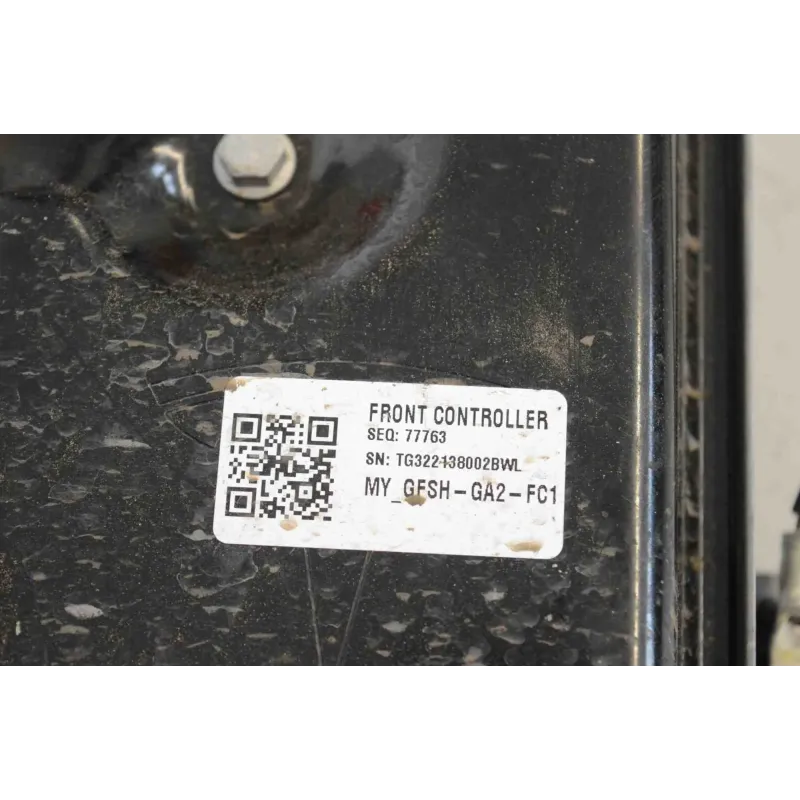 FRONT CONTROLLER
SEQ: 77763
SN: TG322138002BWL
MY_GFSH-GA2-FC1